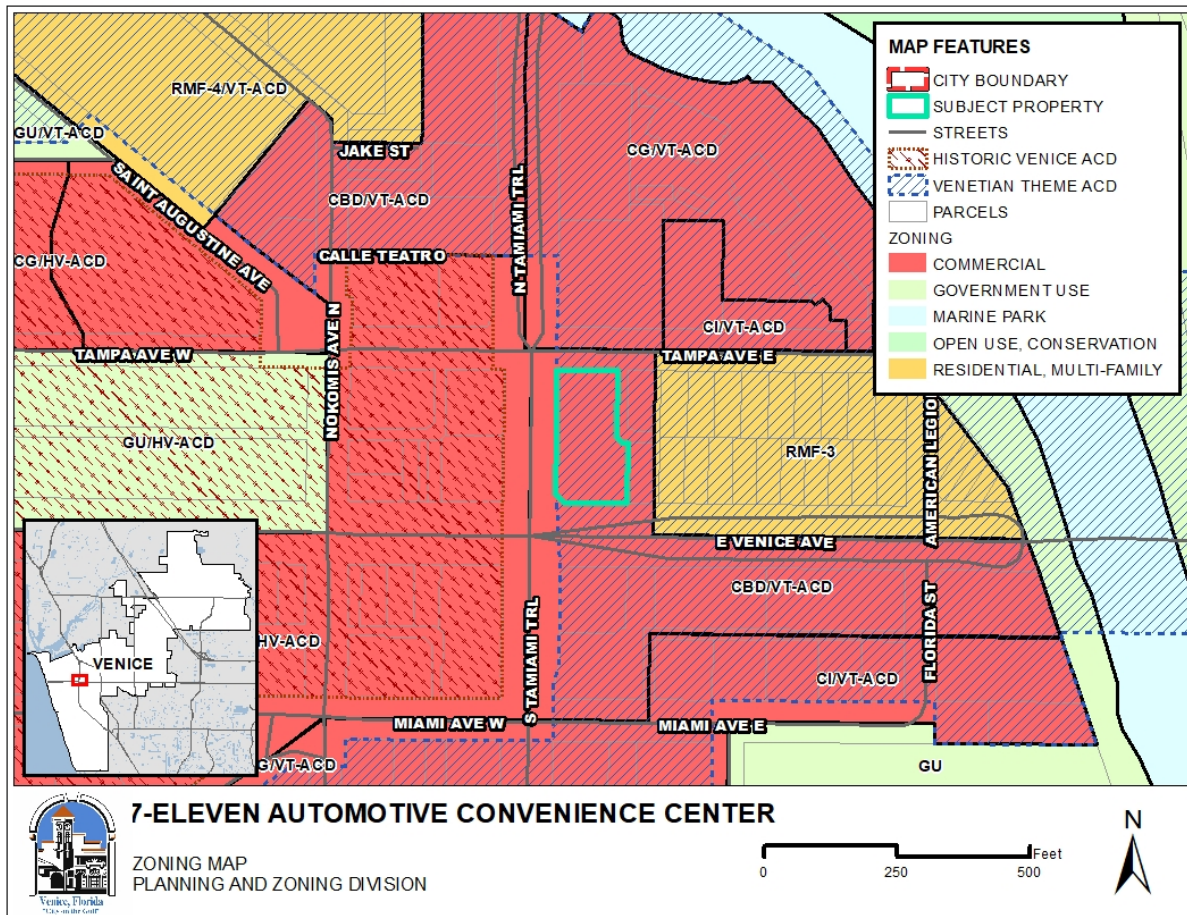 RMF-4/VT-ACD
GU/VT-ACD
JAKE ST
CG/VT-ACD
SAINT AUGUSTINE AVE
CBD/VT-ACD
N TAMIAMI TRL
CALLE TEATRO
CG/HV-ACD
NOKOMIS AVE N
CI/VT-ACD
TAMPA AVE W
TAMPA AVE E
GU/HV-ACD
RMF-3
AMERICAN LEGIO
E VENICE AVE
CBD/VT-ACD
S TAMIAMI TRL
FLORIDA ST
HV-ACD
CI/VT-ACD
MIAMI AVE W
MIAMI AVE E
G/VT-ACD
GU
VENICE
MAP FEATURES
CITY BOUNDARY
SUBJECT PROPERTY
STREETS
HISTORIC VENICE ACD
VENETIAN THEME ACD
PARCELS
ZONING
COMMERCIAL
GOVERNMENT USE
MARINE PARK
OPEN USE, CONSERVATION
RESIDENTIAL, MULTI-FAMILY
7-ELEVEN AUTOMOTIVE CONVENIENCE CENTER
ZONING MAP
PLANNING AND ZONING DIVISION
Venice, Florida
"City on the Gulf"
Feet
0 250 500
N